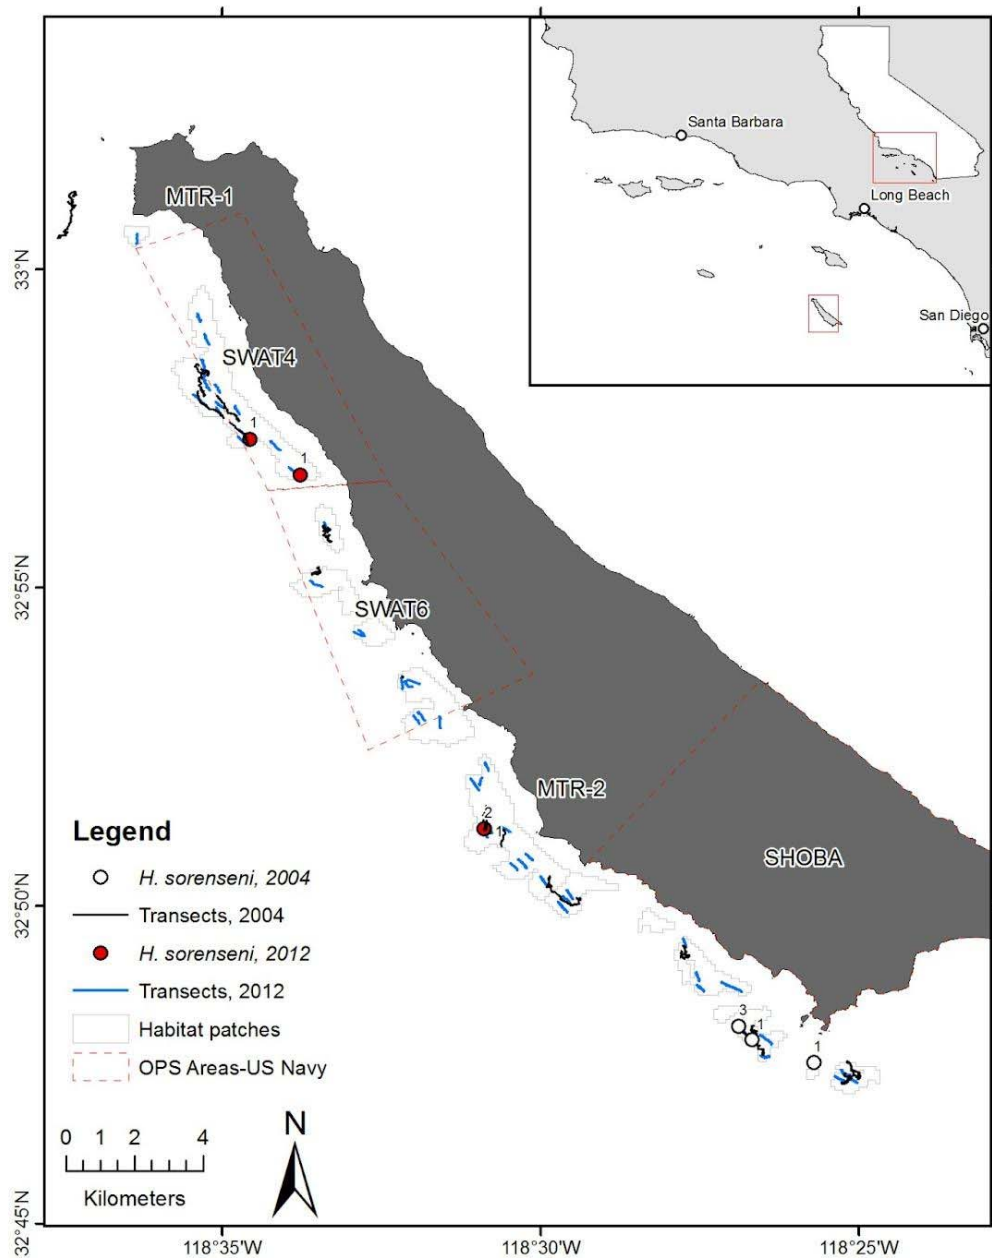 Santa Barbara
Long Beach
San Diego
MTR-1
33°N
SWAT4
1
1
32°55'N
SWAT6
MTR-2
2
1
SHOBA
32°50'N
3
1
1
Legend
H. sorenseni, 2004
Transects, 2004
H. sorenseni, 2012
Transects, 2012
Habitat patches
OPS Areas-US Navy
N
0 1 2 4
Kilometers
32°45'N
118°35'W
118°30'W
118°25'W